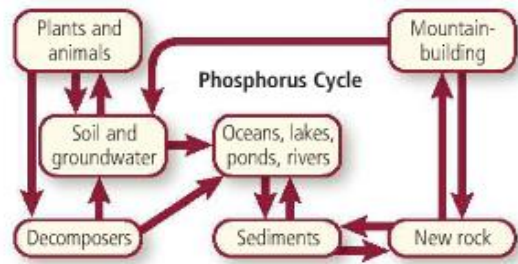 Plants and
animals
Mountain-
building
Phosphorus Cycle
Soil and
groundwater
Oceans, lakes,
ponds, rivers
Decomposers
Sediments
New rock